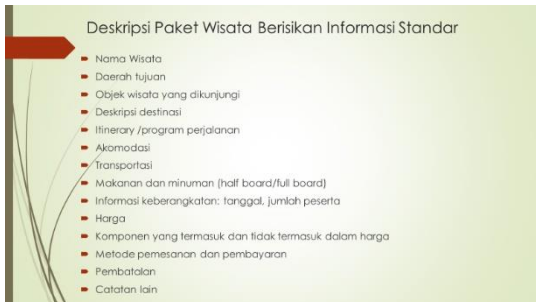 Deskripsi Paket Wisata Berisikan Informasi Standar
Nama Wisata
Daerah tujuan
Objek wisata yang dikunjungi
Deskripsi destinasi
Itinerary /program perjalanan
Akomodasi
Transportasi
Makanan dan minuman (half board/full board)
Informasi keberangkatan: tanggal, jumlah peserta
Harga
Komponen yang termasuk dan tidak termasuk dalam harga
Metode pemesanan dan pembayaran
Pembatalan
Catatan lain